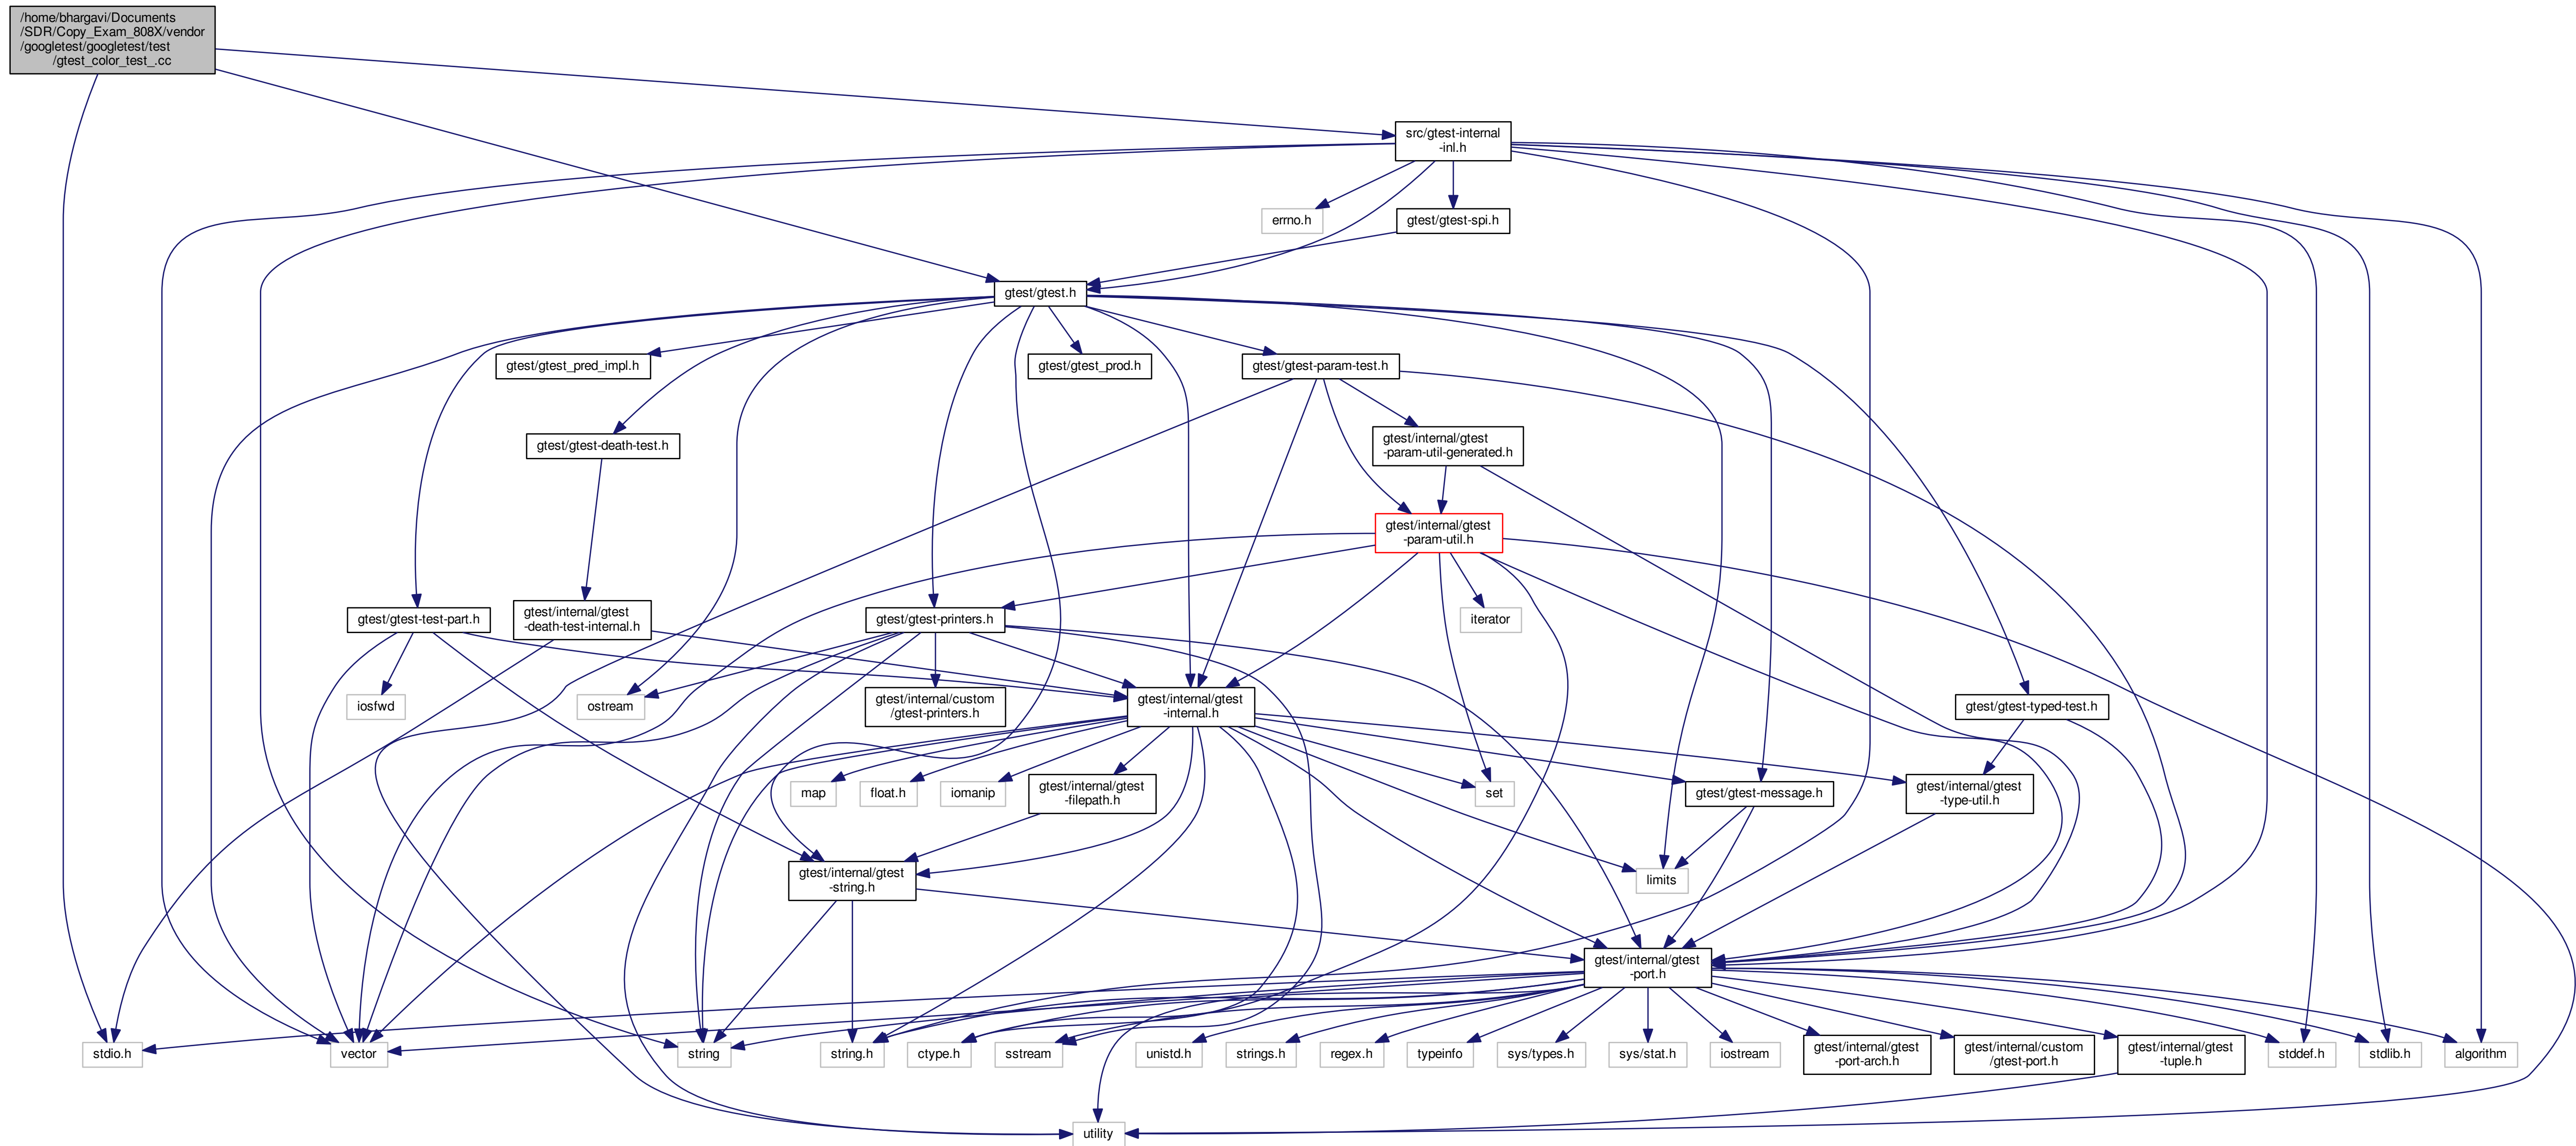 /home/bhargavi/Documents
/SDR/Copy_Exam_808X/vendor
/googletest/googletest/test
/gtest_color_test_.cc
src/gtest-internal
-inl.h
errno.h
gtest/gtest-spi.h
gtest/gtest.h
gtest/gtest_pred_impl.h
gtest/gtest_prod.h
gtest/gtest-param-test.h
gtest/gtest-death-test.h
gtest/internal/gtest
-param-util-generated.h
gtest/internal/gtest
-param-util.h
gtest/gtest-test-part.h
gtest/internal/gtest
-death-test-internal.h
gtest/gtest-printers.h
iterator
iosfwd
ostream
gtest/internal/custom
/gtest-printers.h
gtest/internal/gtest
-internal.h
gtest/gtest-typed-test.h
map
float.h
iomanip
gtest/internal/gtest
-filepath.h
set
gtest/gtest-message.h
gtest/internal/gtest
-type-util.h
gtest/internal/gtest
-string.h
limits
gtest/internal/gtest
-port.h
stdio.h
vector
string
string.h
ctype.h
sstream
unistd.h
strings.h
regex.h
typeinfo
sys/types.h
sys/stat.h
iostream
gtest/internal/gtest
-port-arch.h
gtest/internal/custom
/gtest-port.h
gtest/internal/gtest
-tuple.h
stddef.h
stdlib.h
algorithm
utility